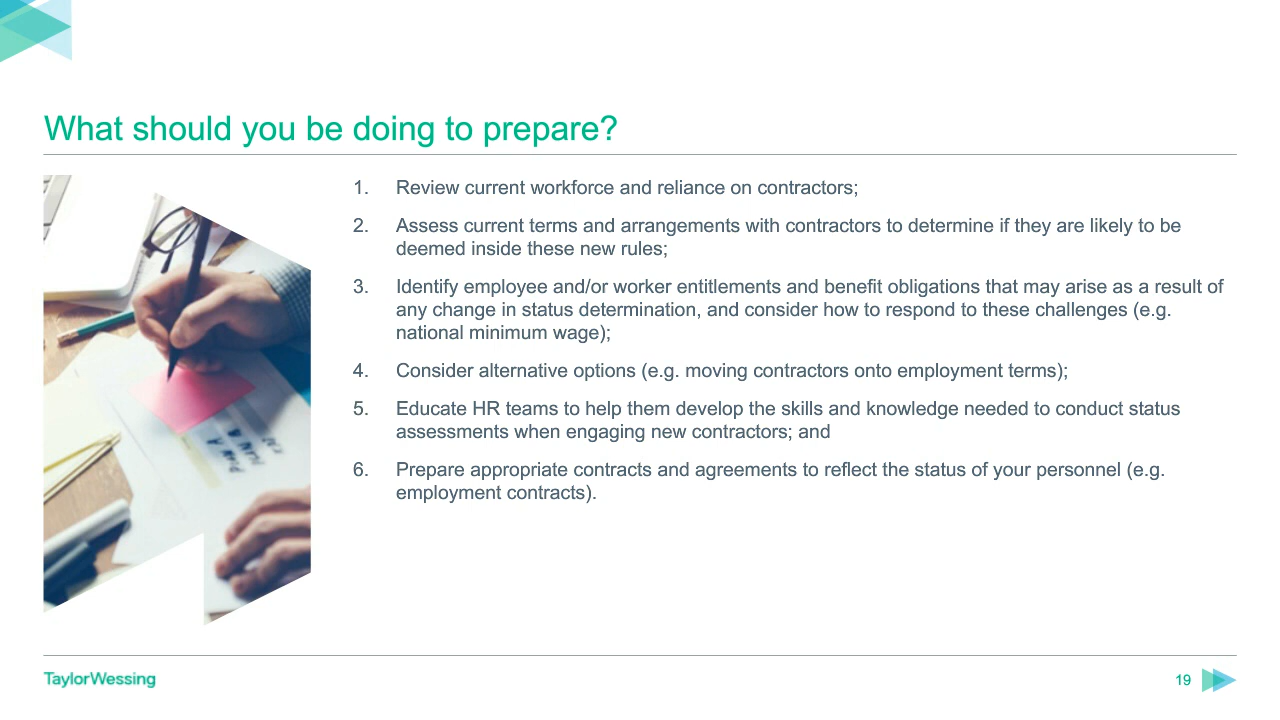 What should you be doing to prepare?
1. Review current workforce and reliance on contractors;
2. Assess current terms and arrangements with contractors to determine if they are likely to be
deemed inside these new rules;
3. Identify employee and/or worker entitlements and benefit obligations that may arise as a result of
any change in status determination, and consider how to respond to these challenges (e.g.
national minimum wage);
4. Consider alternative options (e.g. moving contractors onto employment terms);
5. Educate HR teams to help them develop the skills and knowledge needed to conduct status
assessments when engaging new contractors; and
6. Prepare appropriate contracts and agreements to reflect the status of your personnel (e.g.
employment contracts).
PLAN A
PLAN B
TaylorWessing
19